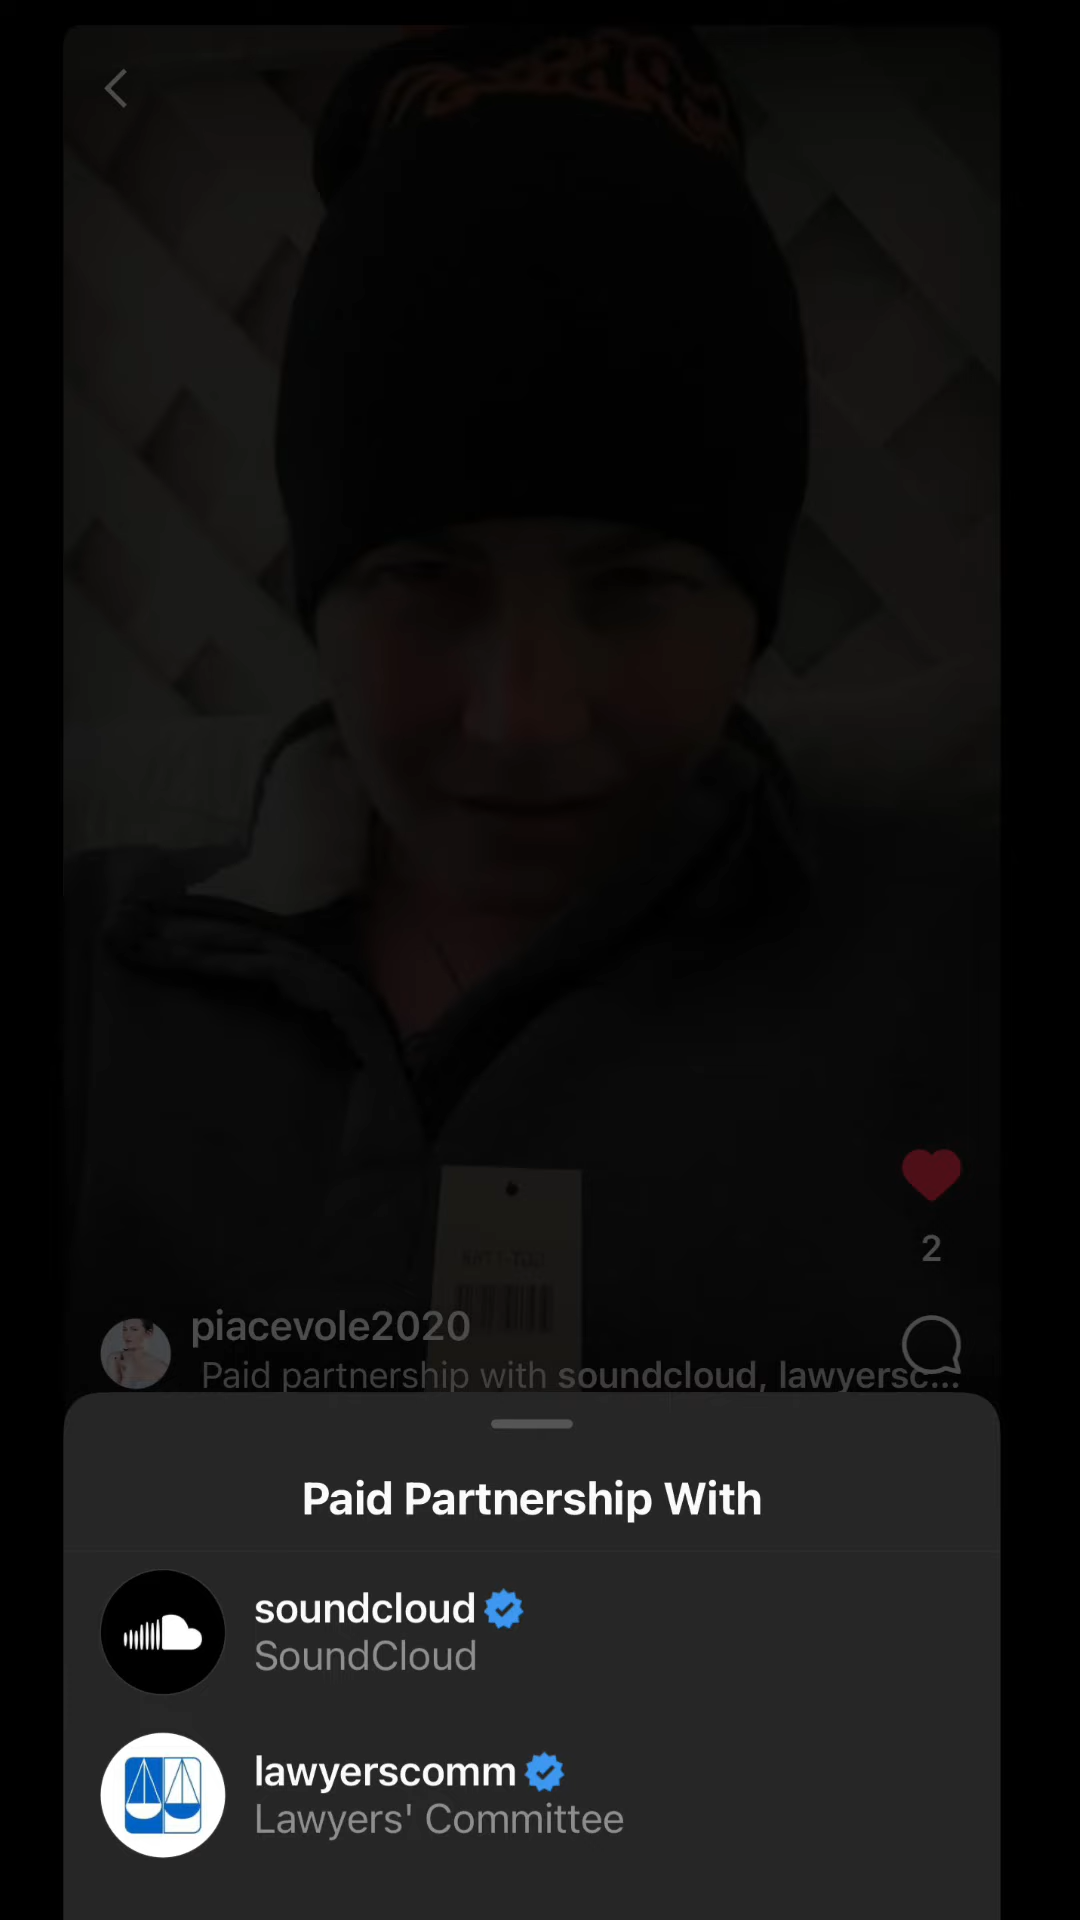 2
piacevole2020
Paid partnership with soundcloud, lawyersc...
Paid Partnership With
soundcloud
SoundCloud
lawyerscomm
Lawyers' Committee